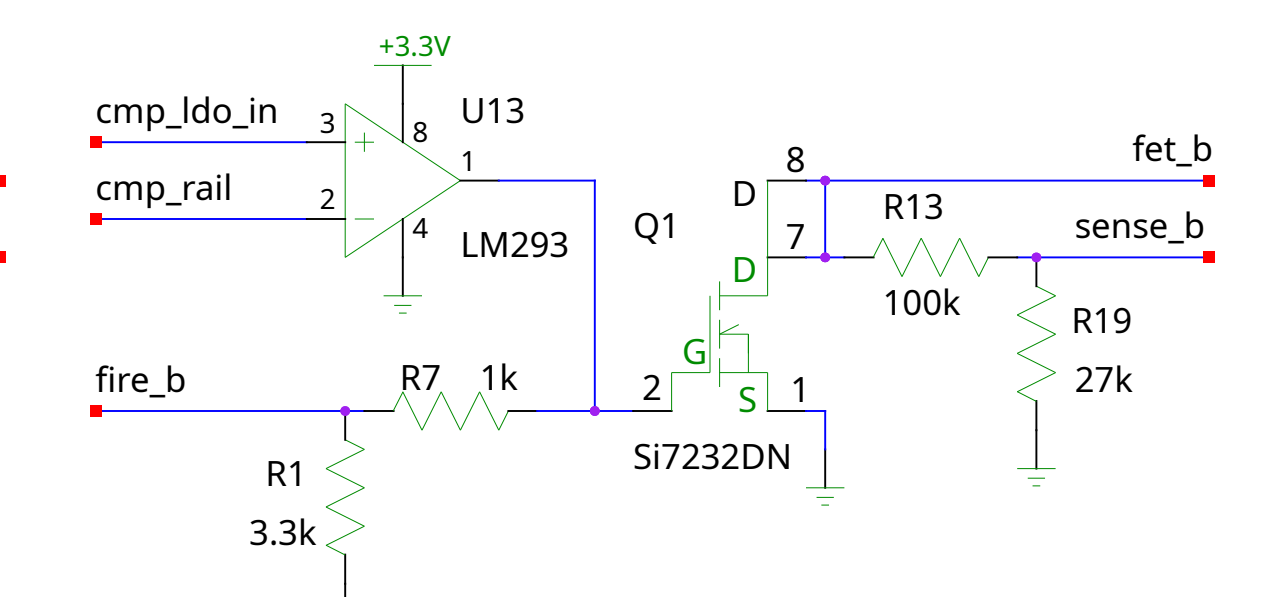 +3.3V
cmp_ldo_in
3
8
U13
1
cmp_rail
2
4
LM293
fet_b
8
D
R13
Q1
7
sense_b
D
100k
R19
fire_b
R7
1k
G
2
S
1
27k
R1
Si7232DN
3.3k